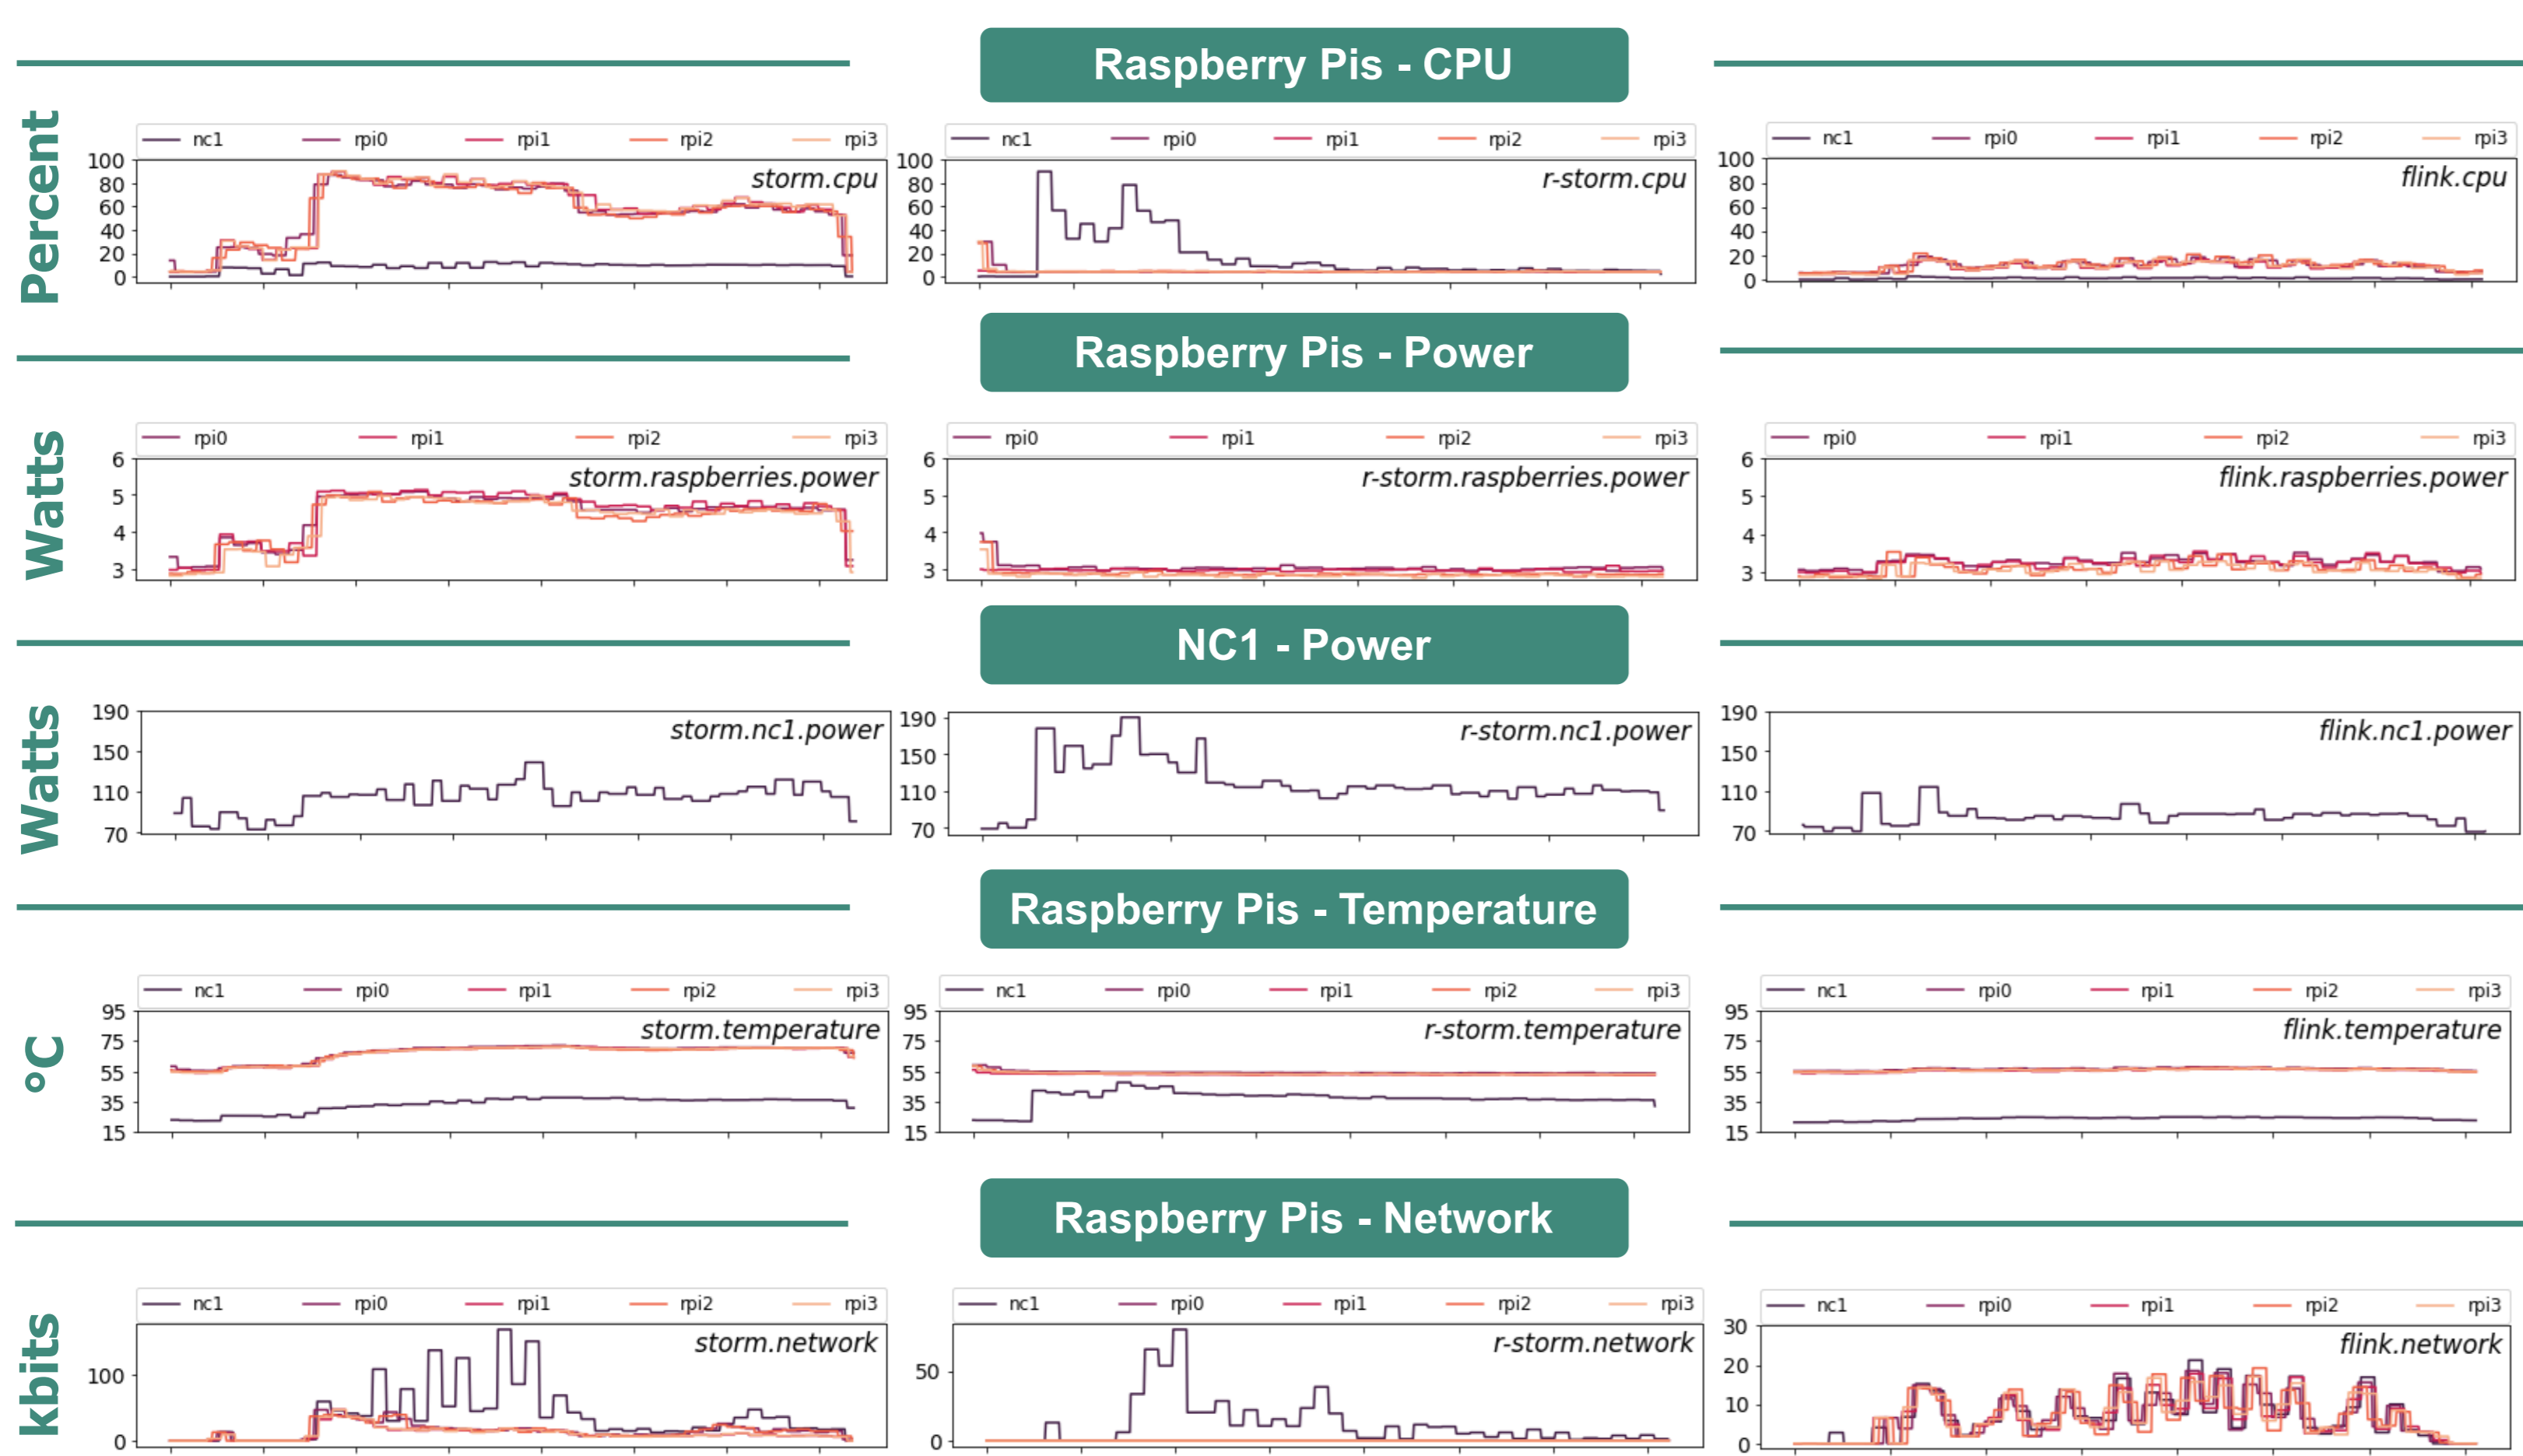 Raspberry Pis - CPU
Percent
nc1 rpi0 rpi1 rpi2 rpi3
100
80
60
40
20
0
storm.cpu
nc1 rpi0 rpi1 rpi2 rpi3
100
80
60
40
20
0
r-storm.cpu
nc1 rpi0 rpi1 rpi2 rpi3
100
80
60
40
20
0
flink.cpu
Raspberry Pis - Power
Watts
rpi0 rpi1 rpi2 rpi3
6
5
4
3
storm.raspberries.power
rpi0 rpi1 rpi2 rpi3
6
5
4
3
r-storm.raspberries.power
rpi0 rpi1 rpi2 rpi3
6
5
4
3
flink.raspberries.power
NC1 - Power
Watts
190
150
110
70
storm.nc1.power
190
150
110
70
r-storm.nc1.power
190
150
110
70
flink.nc1.power
Raspberry Pis - Temperature
°C
nc1 rpi0 rpi1 rpi2 rpi3
95
75
55
35
15
storm.temperature
nc1 rpi0 rpi1 rpi2 rpi3
95
75
55
35
15
r-storm.temperature
nc1 rpi0 rpi1 rpi2 rpi3
95
75
55
35
15
flink.temperature
Raspberry Pis - Network
kbits
nc1 rpi0 rpi1 rpi2 rpi3
100
0
storm.network
nc1 rpi0 rpi1 rpi2 rpi3
50
0
r-storm.network
nc1 rpi0 rpi1 rpi2 rpi3
30
20
10
0
flink.network